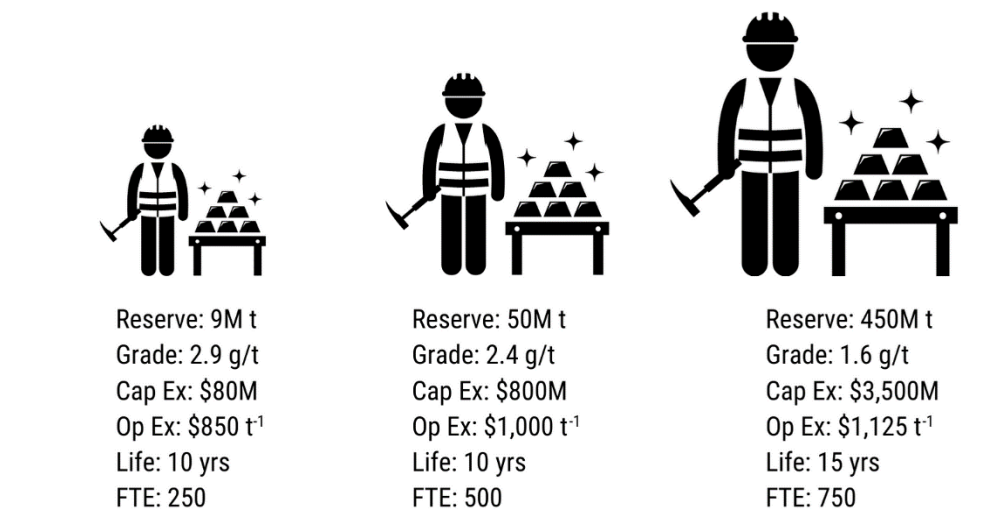 Reserve: 9M t
Grade: 2.9 g/t
Cap Ex: $80M
Op Ex: $850 t⁻¹
Life: 10 yrs
FTE: 250
Reserve: 50M t
Grade: 2.4 g/t
Cap Ex: $800M
Op Ex: $1,000 t⁻¹
Life: 10 yrs
FTE: 500
Reserve: 450M t
Grade: 1.6 g/t
Cap Ex: $3,500M
Op Ex: $1,125 t⁻¹
Life: 15 yrs
FTE: 750